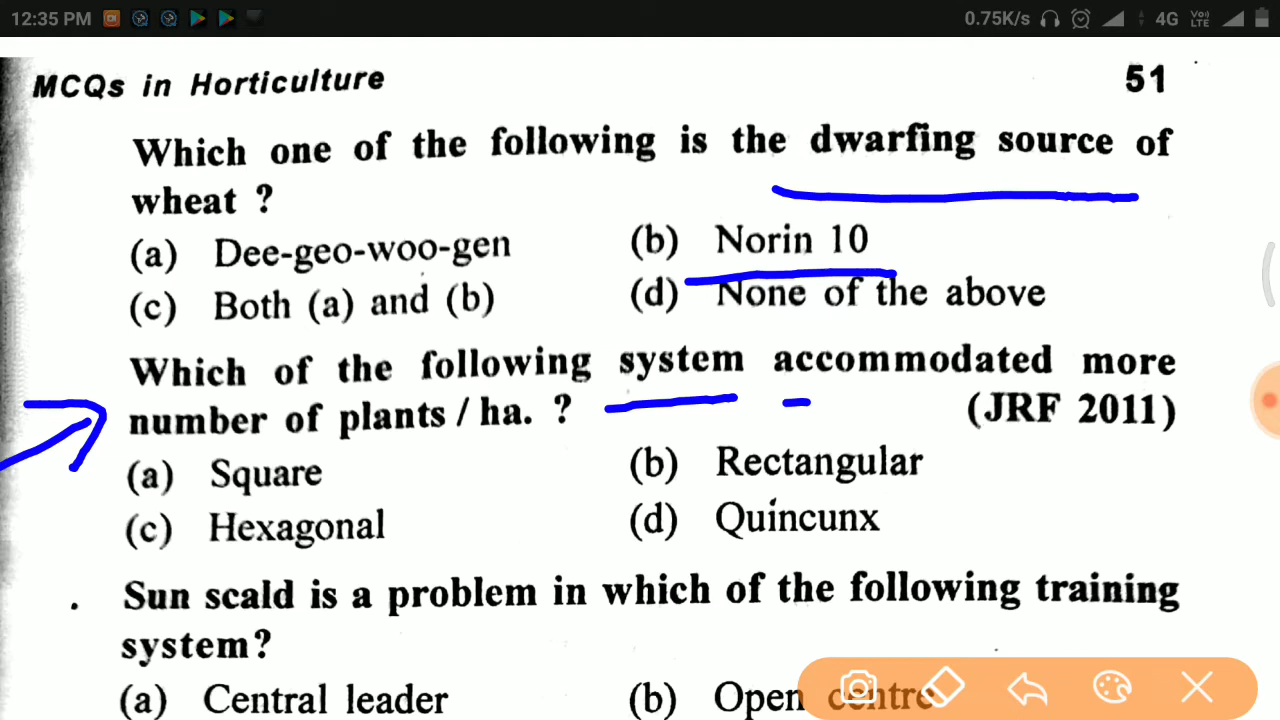 12:35 PM 0.75K/s 4G VoLTE
MCQs in Horticulture 51
Which one of the following is the dwarfing source of
wheat ?
(a) Dee-geo-woo-gen (b) Norin 10
(c) Both (a) and (b) (d) None of the above
Which of the following system accommodated more
number of plants / ha. ? (JRF 2011)
(a) Square (b) Rectangular
(c) Hexagonal (d) Quincunx
. Sun scald is a problem in which of the following training
system?
(a) Central leader (b) Open centre